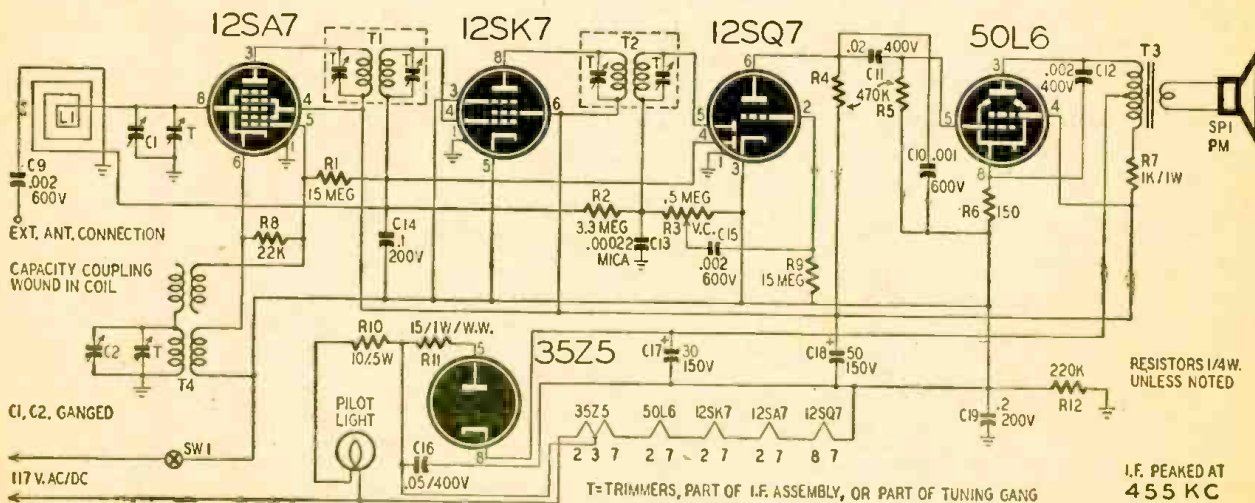 12SA7
12SK7
12SQ7
50L6
T1
T2
T3
3
8
4
5
6
T
T
3
4
1
5
8
6
T
T
5
4
1
3
6
2
.02
400V.
C11
470K
R5
R4
C10
.001
600V
5
3
4
8
R6
150
.002
400V
C12
R7
1K/1W
SP1
PM
L1
C1
T
C9
.002
600V
EXT. ANT. CONNECTION
R1
15 MEG
R8
22K
C14
.1
200V
R2
3.3 MEG
.00022
MICA
C13
.5 MEG
R3
V.C.
C15
.002
600V
R9
15 MEG
CAPACITY COUPLING
WOUND IN COIL
C2
T
T4
C1, C2, GANGED
SW1
117 V. AC/DC
R10
10/5W
15/1W/W.W.
R11
5
8
35Z5
PILOT
LIGHT
C16
.05/400V
C17
30
150V
C18
50
150V
35Z5
50L6
12SK7
12SA7
12SQ7
2 3 7
2 7
2 7
2 7
8 7
C19
.2
200V
220K
R12
RESISTORS 1/4W.
UNLESS NOTED
T=TRIMMERS, PART OF I.F. ASSEMBLY, OR PART OF TUNING GANG
I.F. PEAKED AT
455 KC